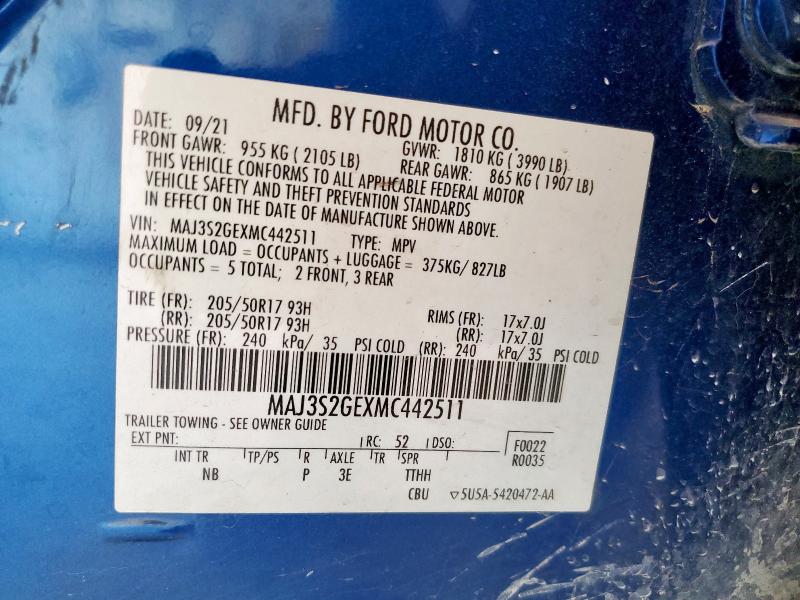 MFD. BY FORD MOTOR CO.
DATE: 09/21 GVWR: 1810 KG ( 3990 LB)
FRONT GAWR: 955 KG ( 2105 LB) REAR GAWR: 865 KG ( 1907 LB)
THIS VEHICLE CONFORMS TO ALL APPLICABLE FEDERAL MOTOR
VEHICLE SAFETY AND THEFT PREVENTION STANDARDS
IN EFFECT ON THE DATE OF MANUFACTURE SHOWN ABOVE.
VIN: MAJ3S2GEXMC442511 TYPE: MPV
MAXIMUM LOAD = OCCUPANTS + LUGGAGE = 375KG/ 827LB
OCCUPANTS = 5 TOTAL; 2 FRONT, 3 REAR
TIRE (FR): 205/50R17 93H RIMS (FR): 17x7.0J
(RR): 205/50R17 93H (RR): 17x7.0J
PRESSURE (FR): 240 kPa/ 35 PSI COLD (RR): 240 kPa/ 35 PSI COLD
MAJ3S2GEXMC442511
TRAILER TOWING - SEE OWNER GUIDE
EXT PNT: RC: 52 DSO: F0022
R0035
INT TR TP/PS R AXLE TR SPR
NB P 3E TTHH
CBU ▽5U5A-5420472-AA